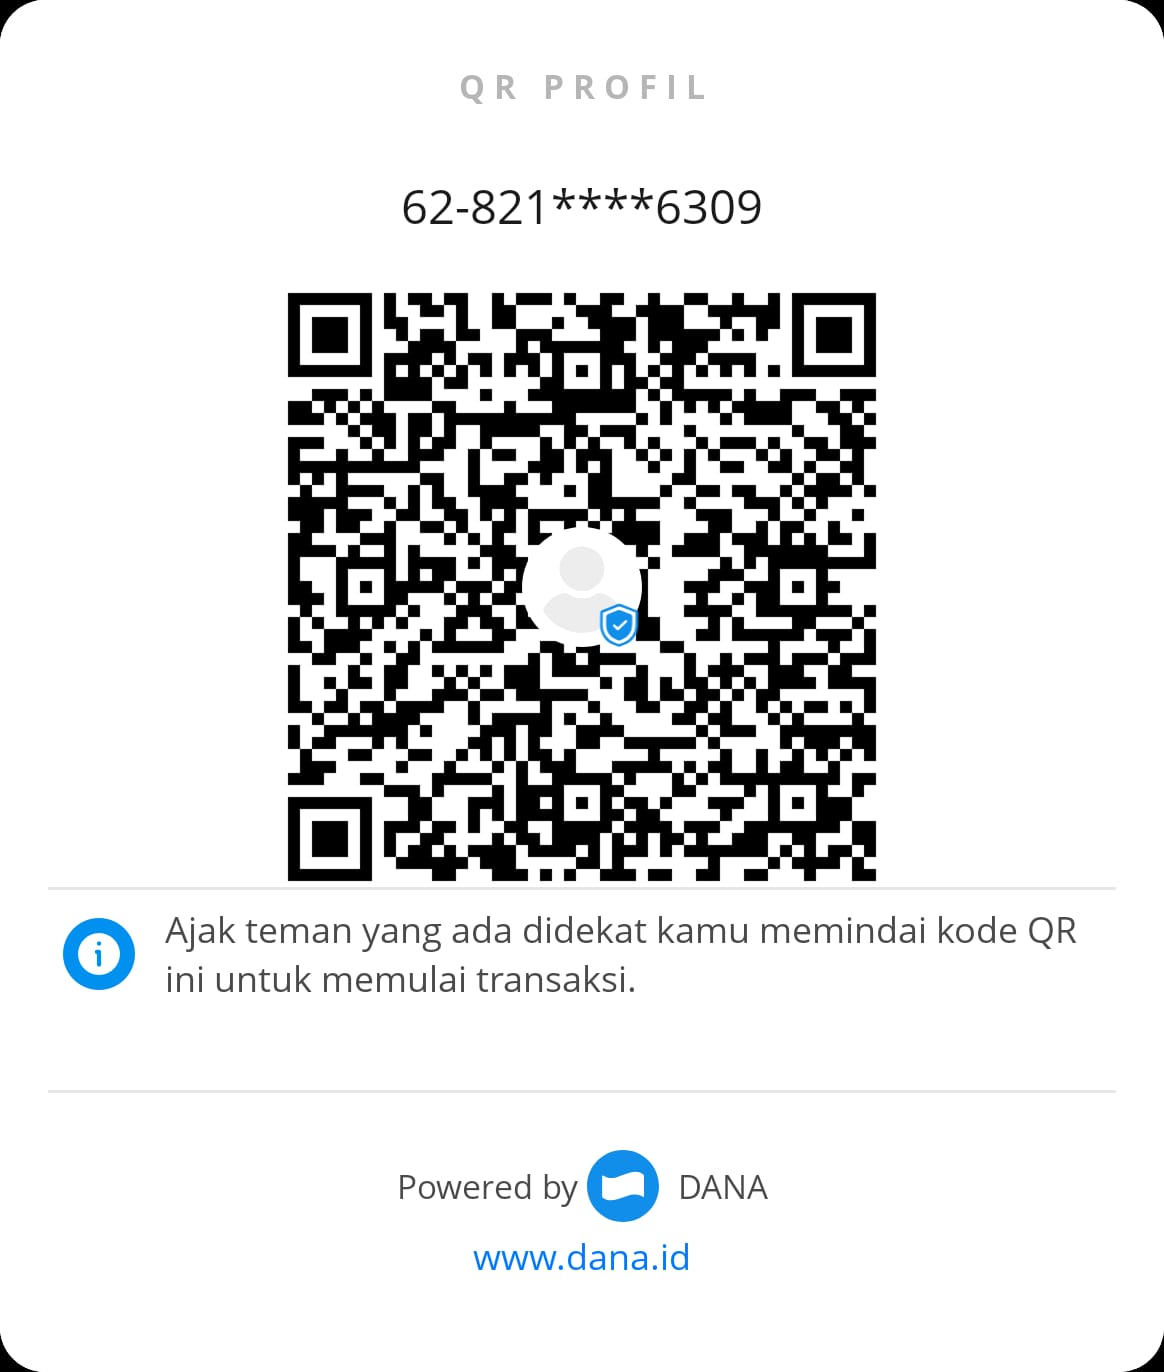 QR PROFIL
62-821****6309
Ajak teman yang ada didekat kamu memindai kode QR
ini untuk memulai transaksi.
Powered by DANA
www.dana.id